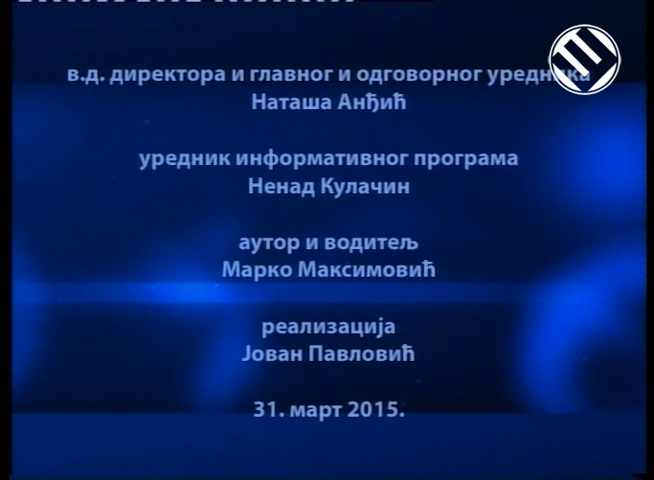 в.д. директора и главног и одговорног уредника
Наташа Анђић
уредник информативног програма
Ненад Кулачин
аутор и водитељ
Марко Максимовић
реализација
Јован Павловић
31. март 2015.